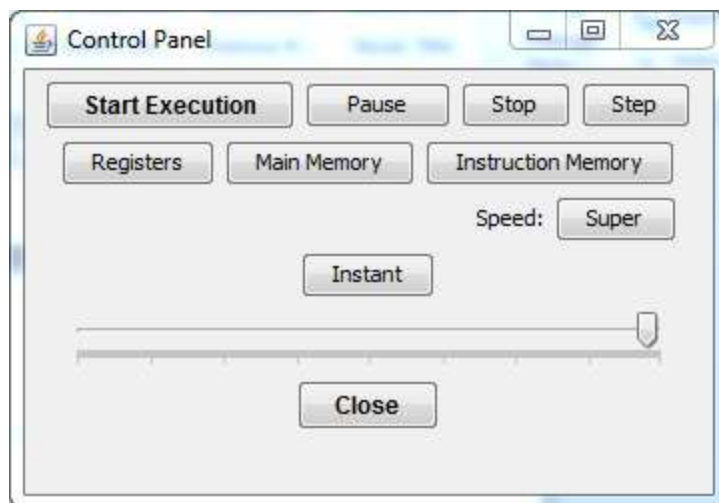 Control Panel
Start Execution Pause Stop Step
Registers Main Memory Instruction Memory
Speed: Super
Instant
Close